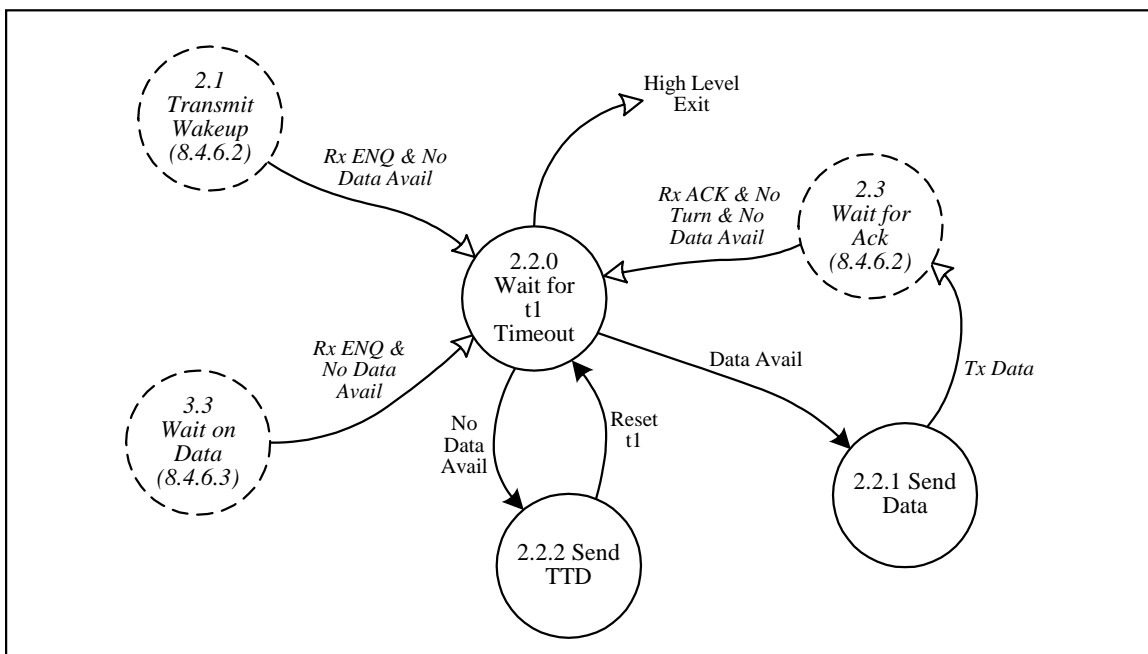 2.1
Transmit
Wakeup
(8.4.6.2)
Rx ENQ & No
Data Avail
High Level
Exit
Rx ACK & No
Turn & No
Data Avail
2.3
Wait for
Ack
(8.4.6.2)
2.2.0
Wait for
t1
Timeout
Rx ENQ &
No Data
Avail
3.3
Wait on
Data
(8.4.6.3)
No
Data
Avail
Reset
t1
Data Avail
Tx Data
2.2.1 Send
Data
2.2.2 Send
TTD